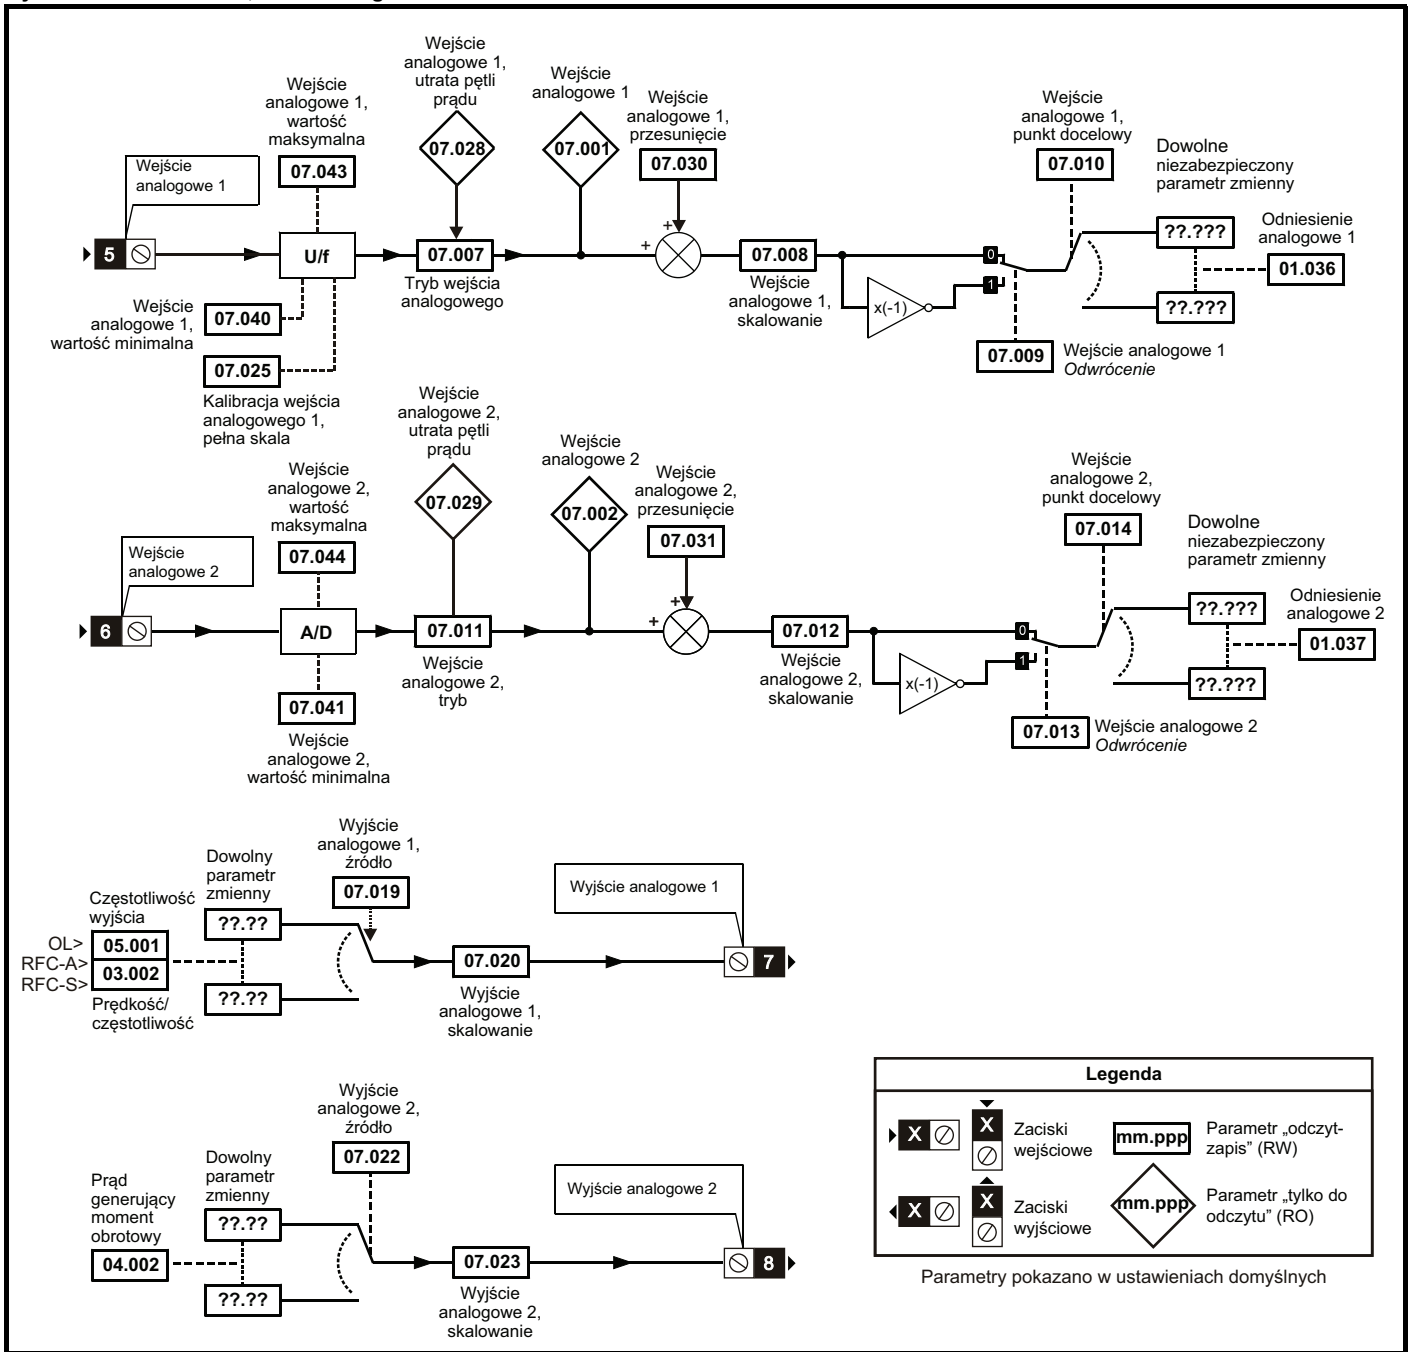 Wejście
analogowe 1,
utrata pętli
prądu
07.028
Wejście
analogowe 1
07.001
Wejście
analogowe 1,
wartość
maksymalna
07.043
Wejście
analogowe 1,
przesunięcie
07.030
Wejście
analogowe 1,
punkt docelowy
07.010
Dowolne
niezabezpieczony
parametr zmienny
??.???
??.???
Odniesienie
analogowe 1
01.036
Wejście
analogowe 1
5
U/f
07.007
Tryb wejścia
analogowego
+
+
07.008
Wejście
analogowe 1,
skalowanie
x(-1)
0
1
07.009
Wejście analogowe 1
Odwrócenie
Wejście
analogowe 1,
wartość minimalna
07.040
07.025
Kalibracja wejścia
analogowego 1,
pełna skala
Wejście
analogowe 2,
utrata pętli
prądu
07.029
Wejście
analogowe 2
07.002
Wejście
analogowe 2,
wartość
maksymalna
07.044
Wejście
analogowe 2,
przesunięcie
07.031
Wejście
analogowe 2,
punkt docelowy
07.014
Dowolne
niezabezpieczony
parametr zmienny
??.???
??.???
Odniesienie
analogowe 2
01.037
Wejście
analogowe 2
6
A/D
07.011
Wejście
analogowe 2,
tryb
+
+
07.012
Wejście
analogowe 2,
skalowanie
x(-1)
0
1
07.013
Wejście analogowe 2
Odwrócenie
07.041
Wejście
analogowe 2,
wartość minimalna
Wyjście
analogowe 1,
źródło
07.019
Dowolny
parametr
zmienny
??.??
??.??
Częstotliwość
wyjścia
OL>
05.001
RFC-A>
03.002
RFC-S>
Prędkość/
częstotliwość
07.020
Wyjście
analogowe 1,
skalowanie
Wyjście analogowe 1
7
Wyjście
analogowe 2,
źródło
07.022
Dowolny
parametr
zmienny
??.??
??.??
Prąd
generujący
moment
obrotowy
04.002
07.023
Wyjście
analogowe 2,
skalowanie
Wyjście analogowe 2
8
Legenda
X
X
Zaciski
wejściowe
mm.ppp
Parametr „odczyt-
zapis” (RW)
X
X
Zaciski
wyjściowe
mm.ppp
Parametr „tylko do
odczytu” (RO)
Parametry pokazano w ustawieniach domyślnych